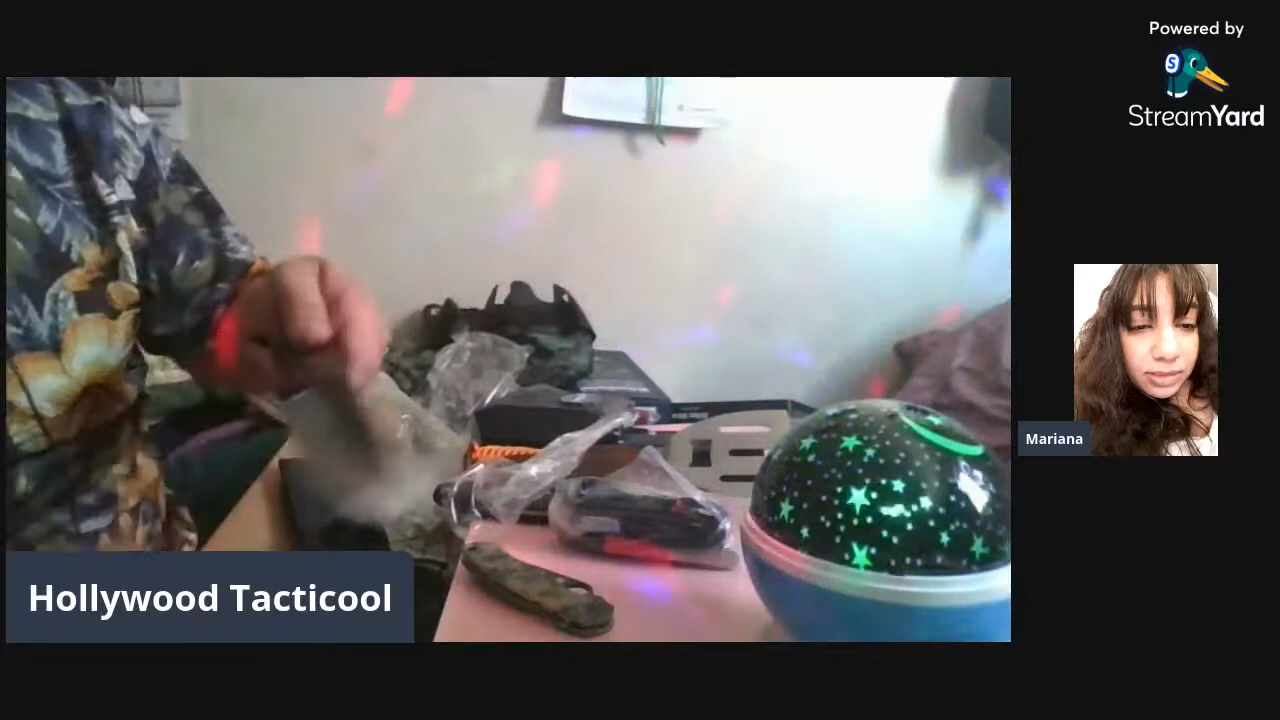 Powered by
S
StreamYard
Mariana
Hollywood Tacticool